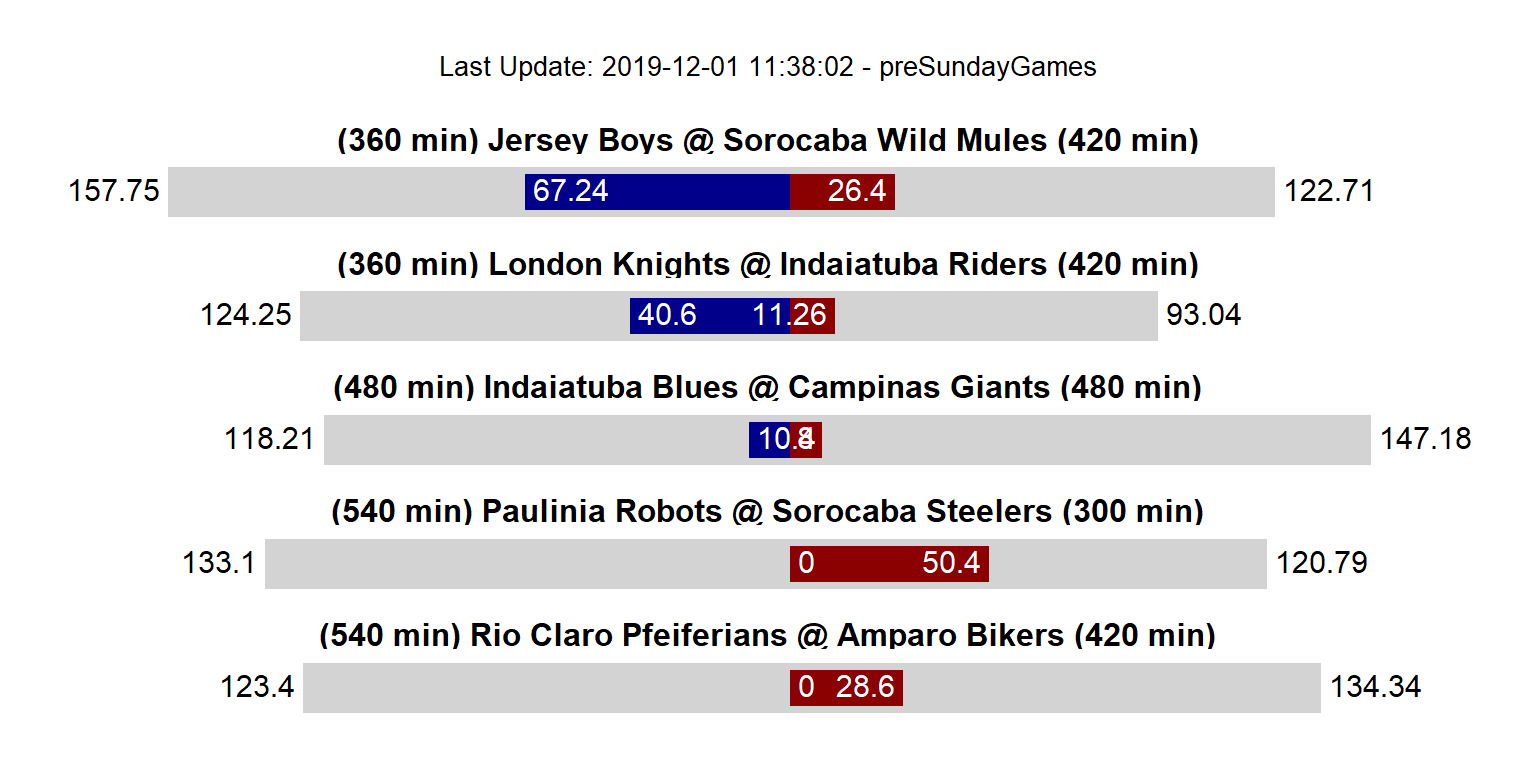 Last Update: 2019-12-01 11:38:02 - preSundayGames
(360 min) Jersey Boys @ Sorocaba Wild Mules (420 min)
157.75 67.24 26.4 122.71
(360 min) London Knights @ Indaiatuba Riders (420 min)
124.25 40.6 11.26 93.04
(480 min) Indaiatuba Blues @ Campinas Giants (480 min)
118.21 10.4 8 147.18
(540 min) Paulinia Robots @ Sorocaba Steelers (300 min)
133.1 0 50.4 120.79
(540 min) Rio Claro Pfeiferians @ Amparo Bikers (420 min)
123.4 0 28.6 134.34